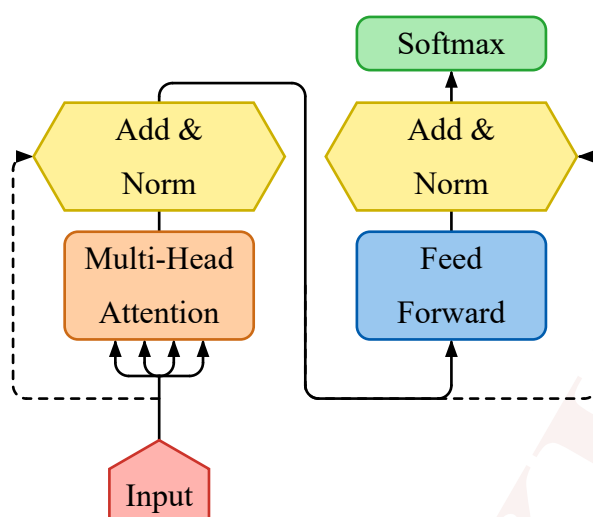 Softmax
Add &
Norm
Add &
Norm
Multi-Head
Attention
Feed
Forward
Input